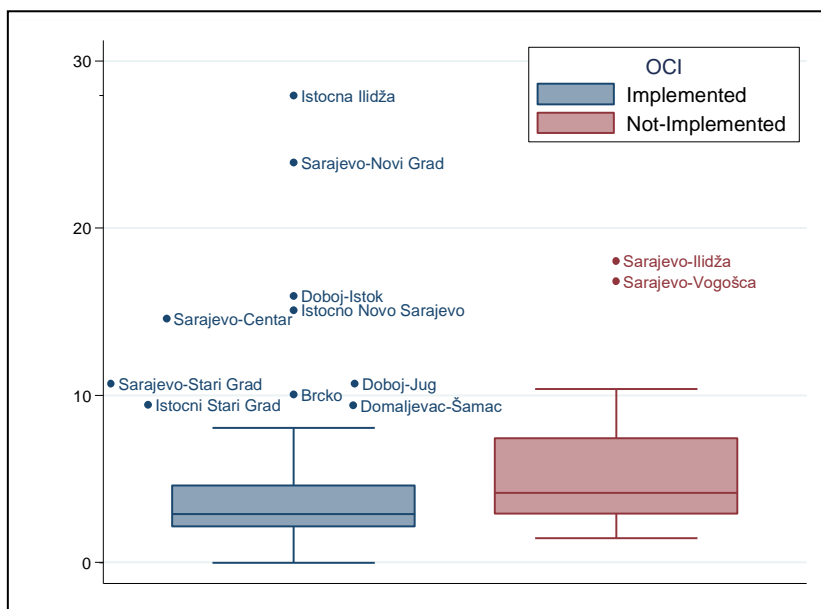 30
20
10
0
OCI
Implemented
Not-Implemented
Istocna Ilidža
Sarajevo-Novi Grad
Doboj-Istok
Istocno Novo Sarajevo
Sarajevo-Centar
Sarajevo-Stari Grad
Doboj-Jug
Brcko
Istocni Stari Grad
Domaljevac-Šamac
Sarajevo-Ilidža
Sarajevo-Vogošca